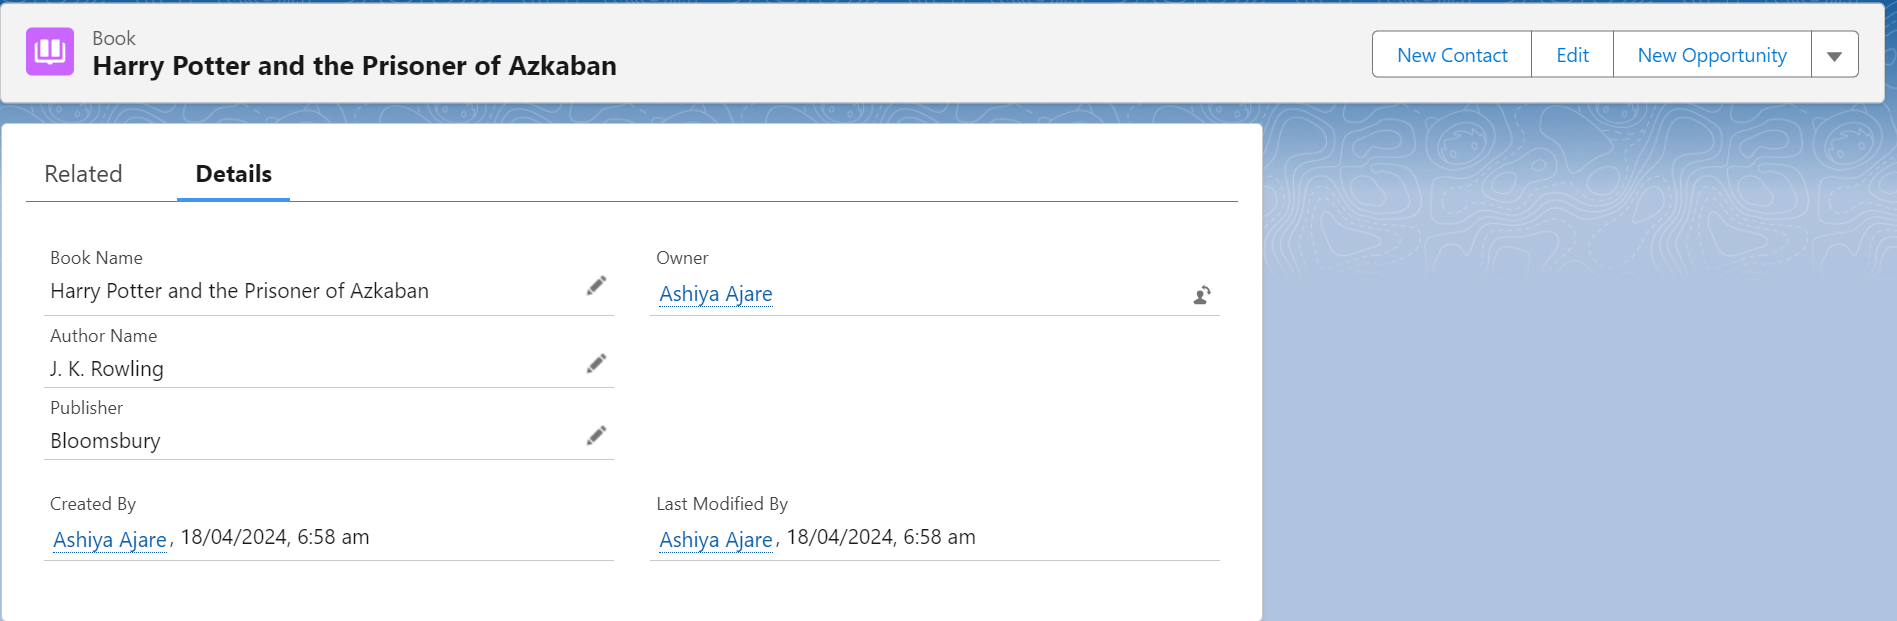 Book
Harry Potter and the Prisoner of Azkaban
New Contact
Edit
New Opportunity
Related
Details
Book Name
Harry Potter and the Prisoner of Azkaban
Owner
Ashiya Ajare
Author Name
J. K. Rowling
Publisher
Bloomsbury
Created By
Ashiya Ajare, 18/04/2024, 6:58 am
Last Modified By
Ashiya Ajare, 18/04/2024, 6:58 am